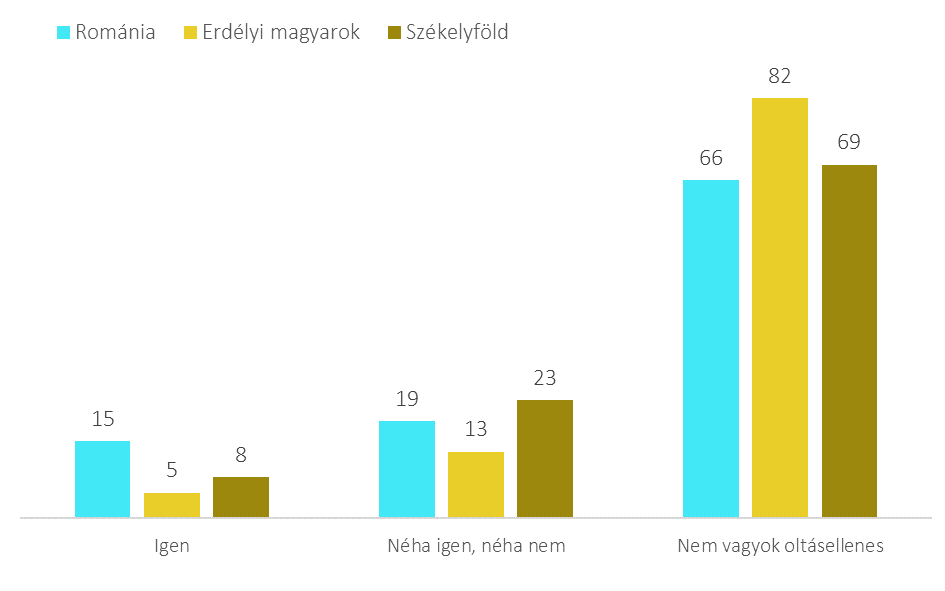 Románia Erdélyi magyarok Székelyföld
82
66 69
15 5 8
19 13 23
Igen Néha igen, néha nem Nem vagyok oltásellenes